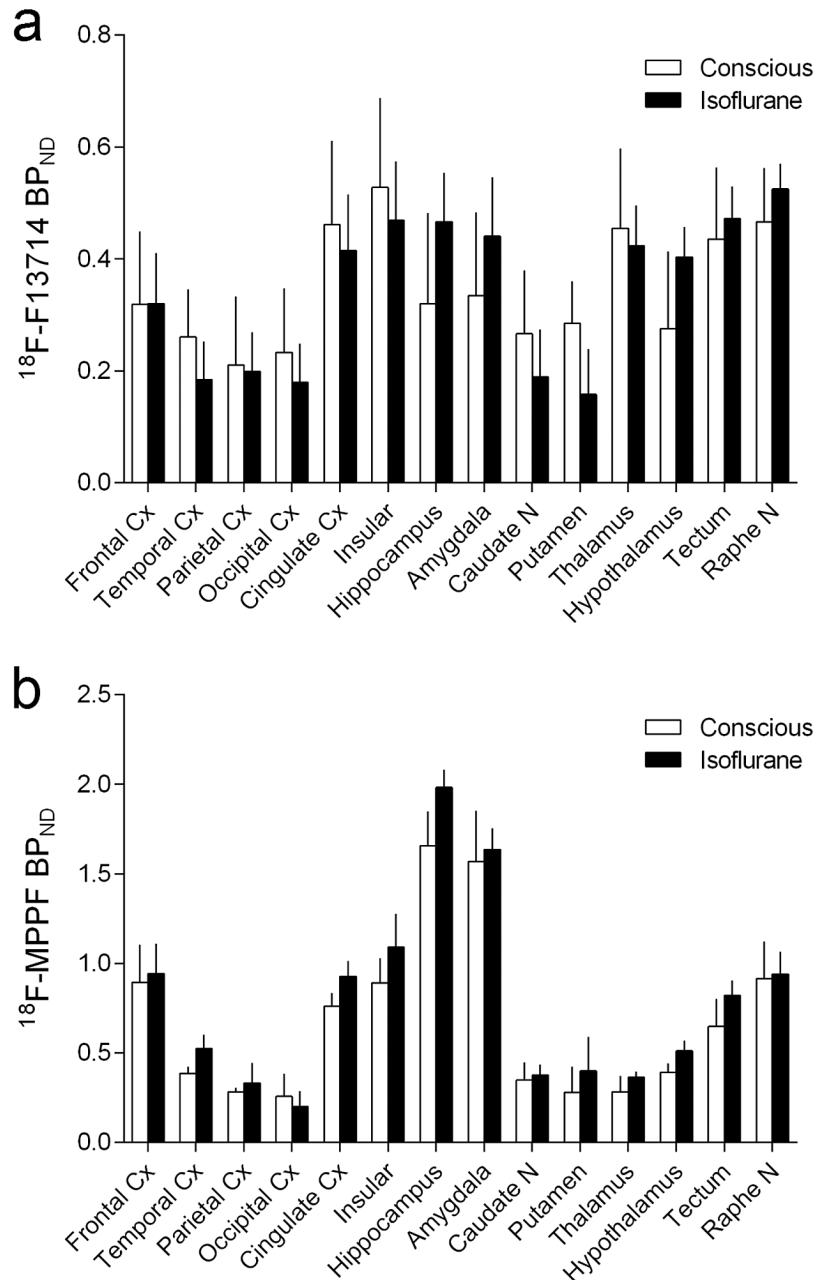 a
0.8
0.6
0.4
0.2
0.0
18F-F13714 BPND
Conscious
Isoflurane
Frontal Cx
Temporal Cx
Parietal Cx
Occipital Cx
Cingulate Cx
Insular
Hippocampus
Amygdala
Caudate N
Putamen
Thalamus
Hypothalamus
Tectum
Raphe N
b
2.5
2.0
1.5
1.0
0.5
0.0
18F-MPPF BPND
Conscious
Isoflurane
Frontal Cx
Temporal Cx
Parietal Cx
Occipital Cx
Cingulate Cx
Insular
Hippocampus
Amygdala
Caudate N
Putamen
Thalamus
Hypothalamus
Tectum
Raphe N